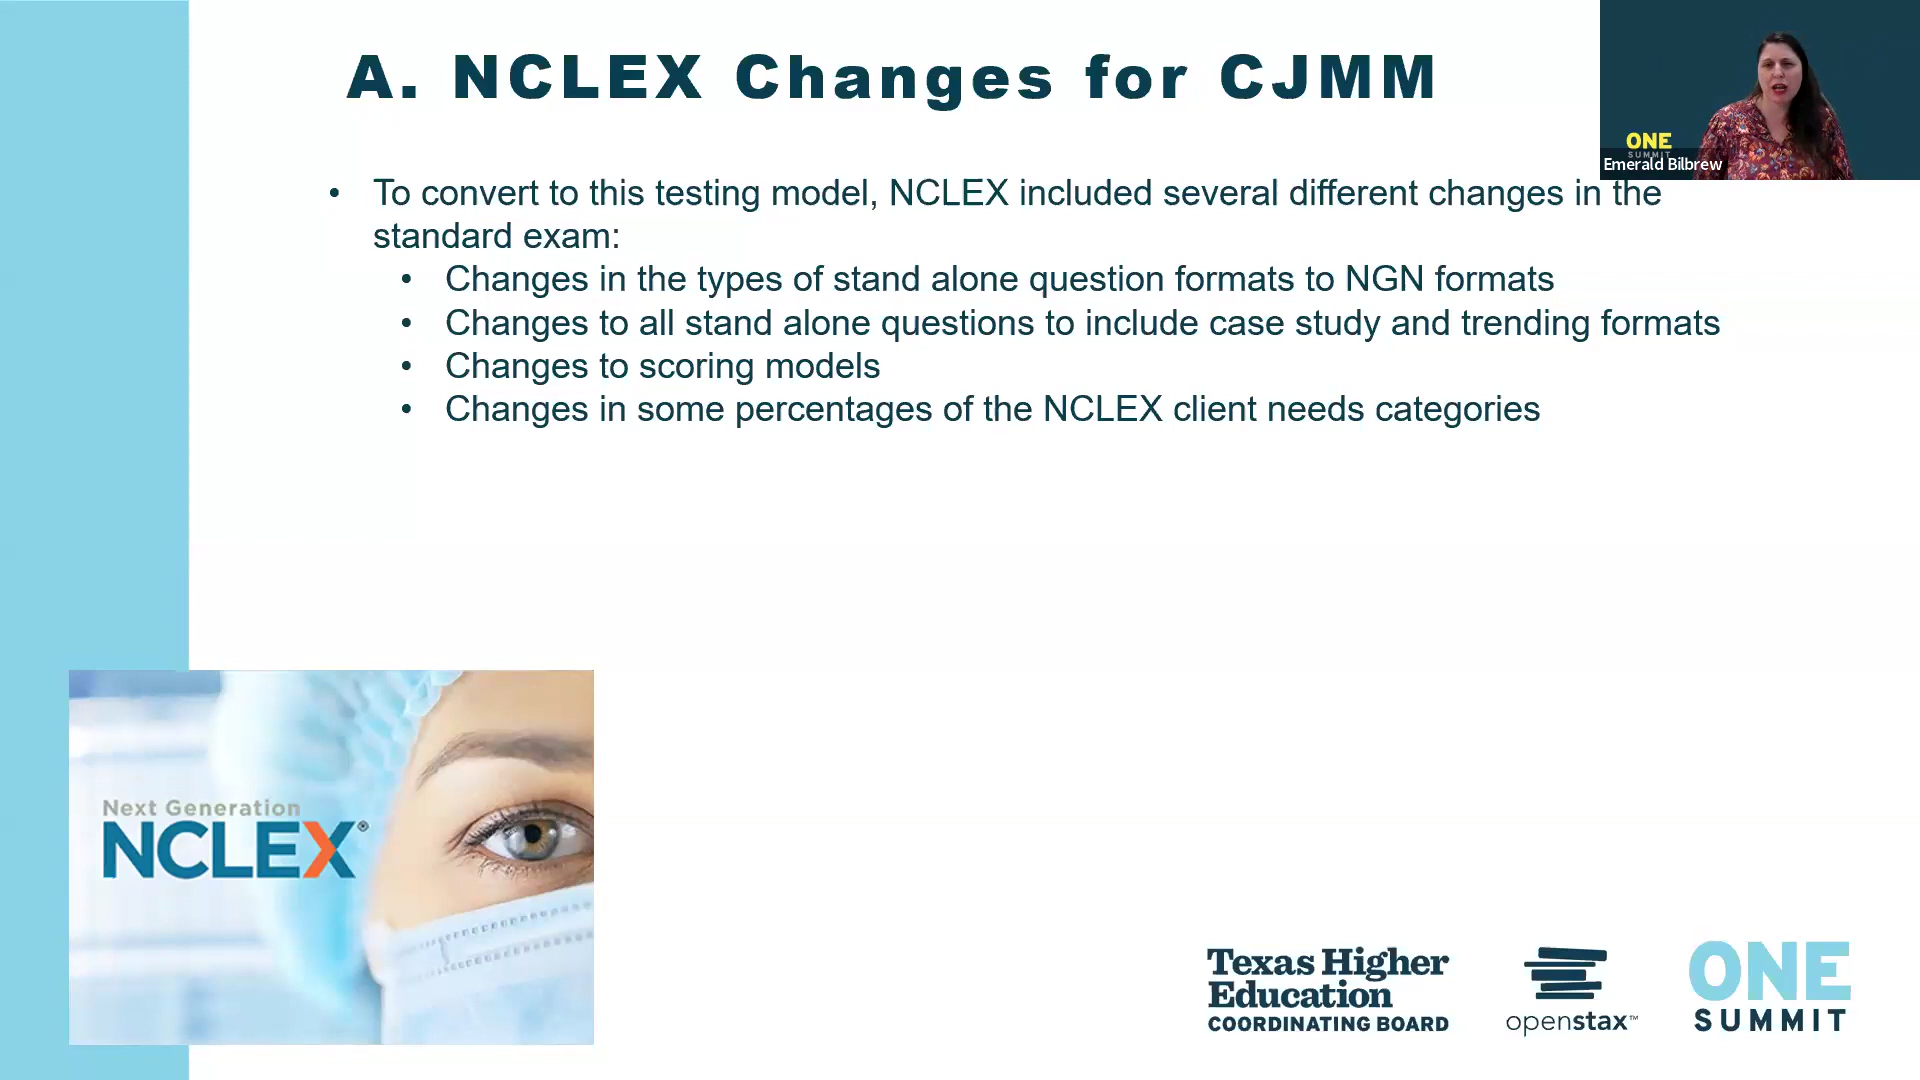 A. NCLEX Changes for CJMM
ONE
SUMMIT
Emerald Bilbrew
• To convert to this testing model, NCLEX included several different changes in the
standard exam:
• Changes in the types of stand alone question formats to NGN formats
• Changes to all stand alone questions to include case study and trending formats
• Changes to scoring models
• Changes in some percentages of the NCLEX client needs categories
Next Generation
NCLEX®
Texas Higher
Education
COORDINATING BOARD
openstax™
ONE
SUMMIT